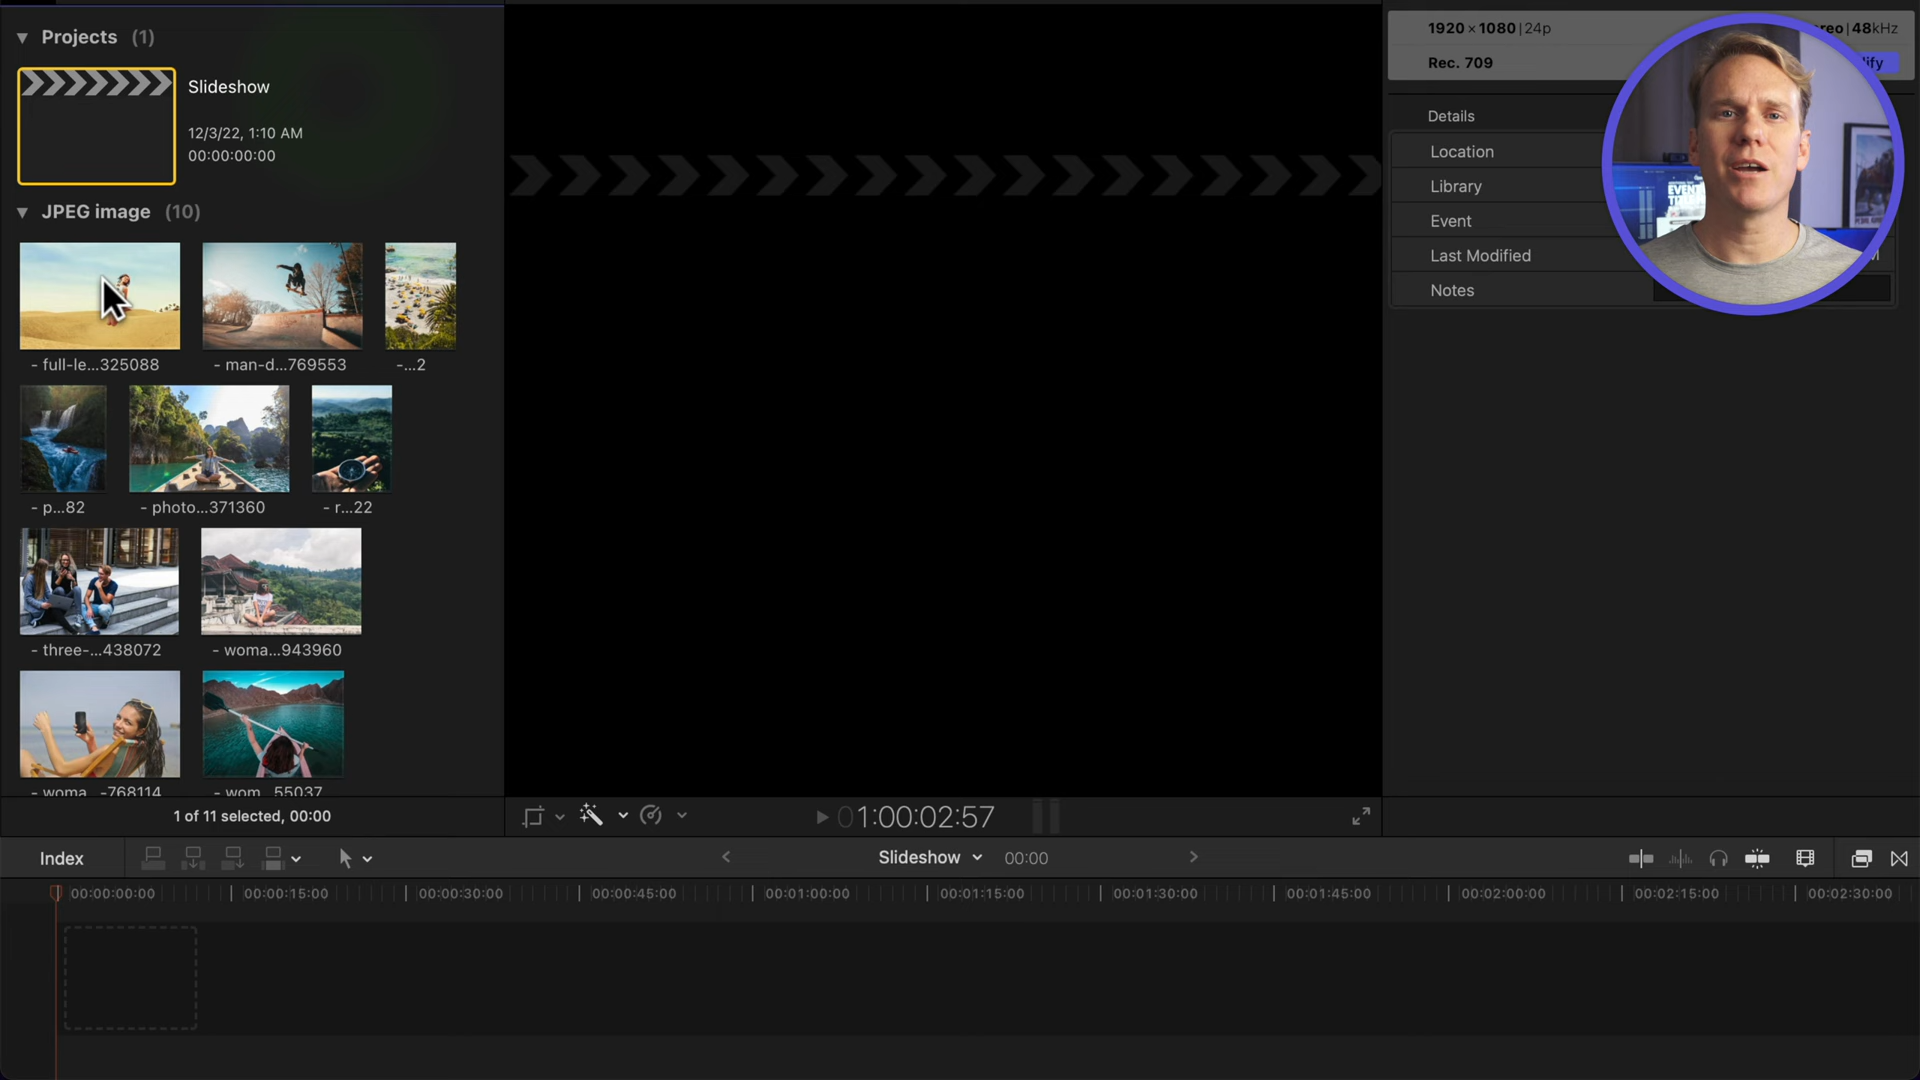 Projects (1)
Slideshow
12/3/22, 1:10 AM
00:00:00:00
JPEG image (10)
- full-le...325088
- man-d...769553
-...2
- p...82
- photo...371360
- r...22
- three-...438072
- woma...943960
- woma...-768114
- wom...55037
1 of 11 selected, 00:00
01:00:02:57
1920 × 1080 | 24p
reo | 48kHz
Rec. 709
ify
Details
Location
Library
Event
Last Modified
M
Notes
EVENT
Index
Slideshow
00:00
00:00:00:00
00:00:15:00
00:00:30:00
00:00:45:00
00:01:00:00
00:01:15:00
00:01:30:00
00:01:45:00
00:02:00:00
00:02:15:00
00:02:30:00